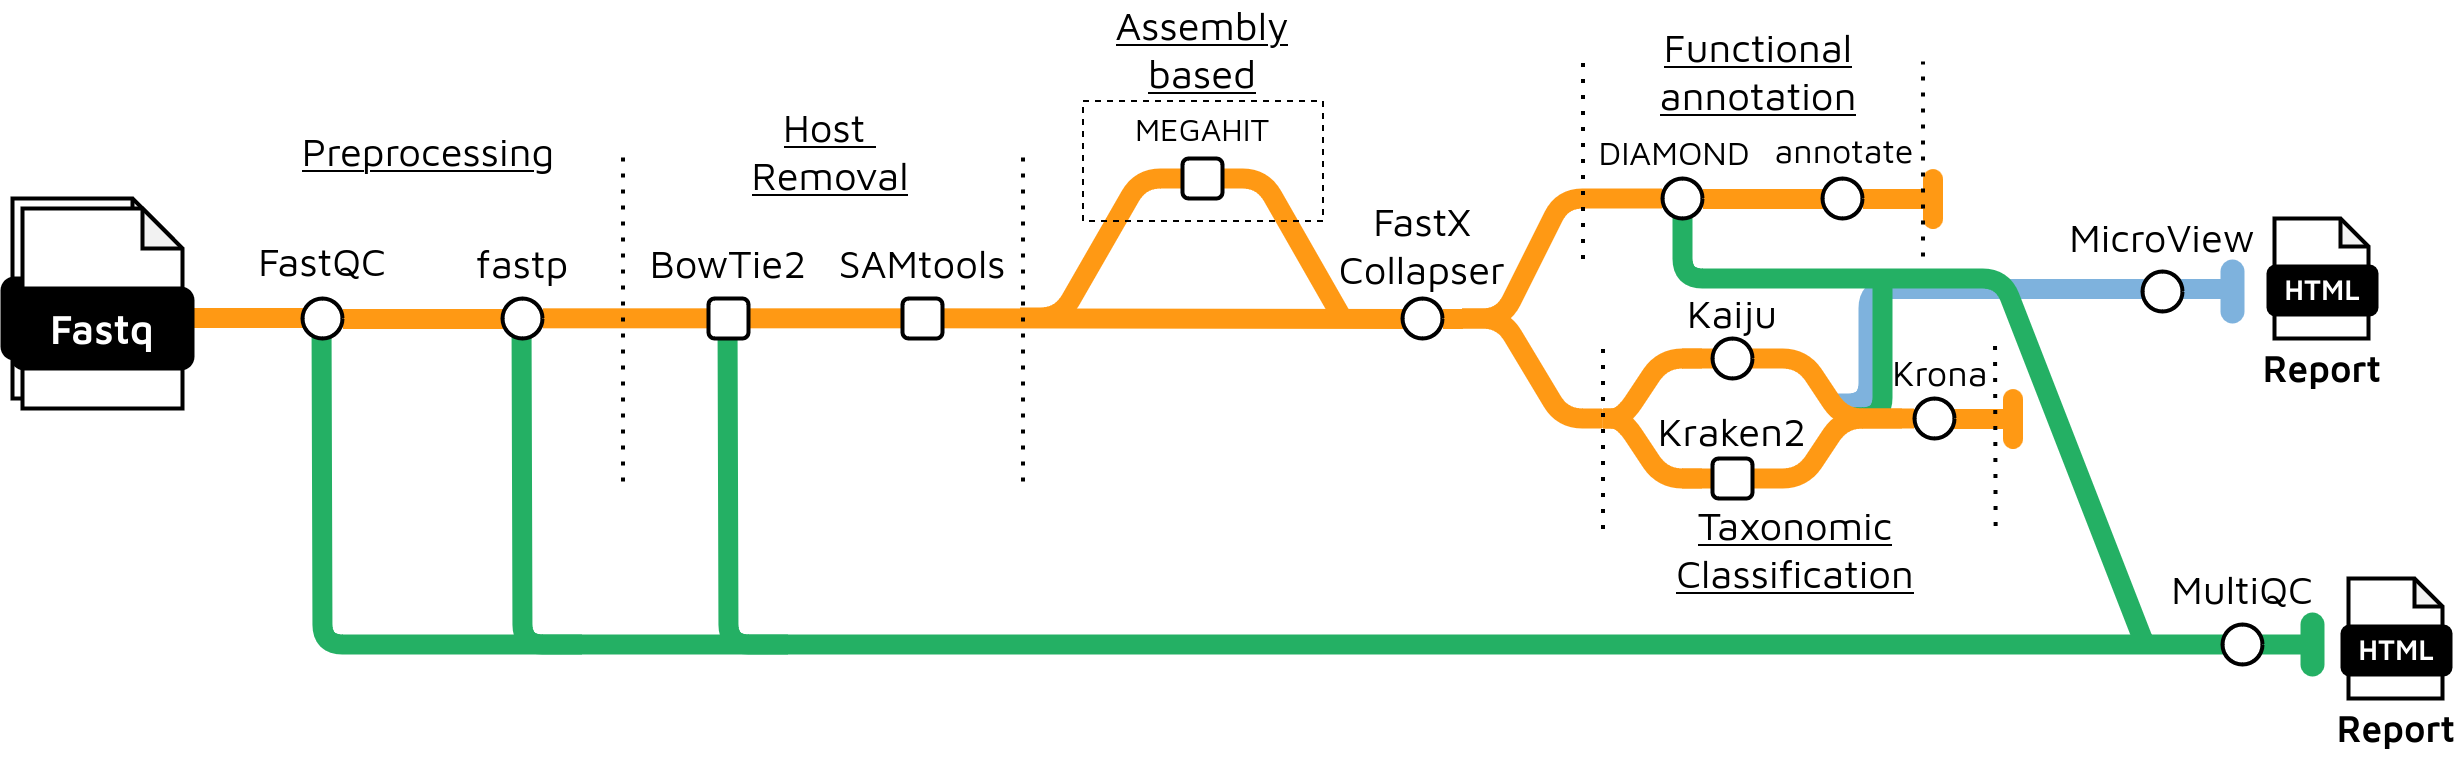 Assembly
based
MEGAHIT
Functional
annotation
DIAMOND
annotate
Preprocessing
Host
Removal
FastQC
fastp
BowTie2
SAMtools
FastX
Collapser
Fastq
Kaiju
Kraken2
Krona
Taxonomic
Classification
MicroView
HTML
Report
MultiQC
HTML
Report